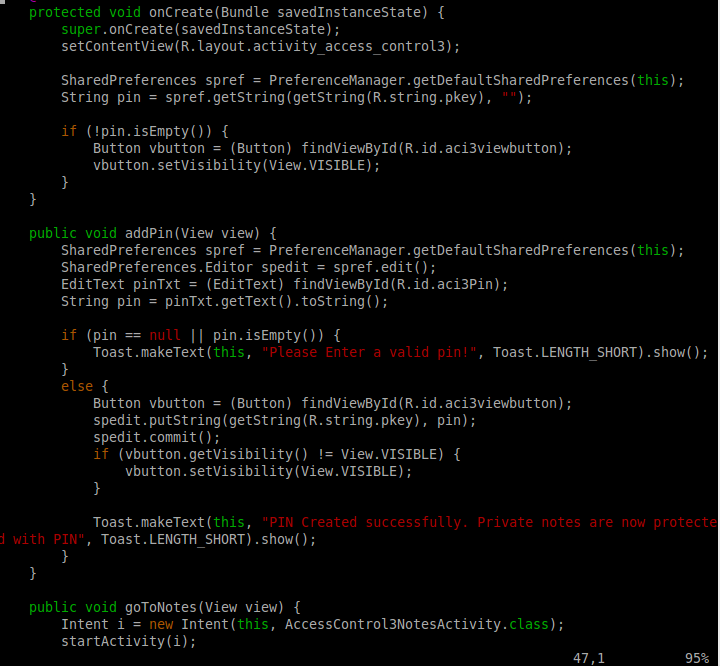 protected void onCreate(Bundle savedInstanceState) {
super.onCreate(savedInstanceState);
setContentView(R.layout.activity_access_control3);
SharedPreferences spref = PreferenceManager.getDefaultSharedPreferences(this);
String pin = spref.getString(getString(R.string.pkey), "");
if (!pin.isEmpty()) {
Button vbutton = (Button) findViewById(R.id.aci3viewbutton);
vbutton.setVisibility(View.VISIBLE);
}
}
public void addPin(View view) {
SharedPreferences spref = PreferenceManager.getDefaultSharedPreferences(this);
SharedPreferences.Editor spedit = spref.edit();
EditText pinTxt = (EditText) findViewById(R.id.aci3Pin);
String pin = pinTxt.getText().toString();
if (pin == null || pin.isEmpty()) {
Toast.makeText(this, "Please Enter a valid pin!", Toast.LENGTH_SHORT).show();
}
else {
Button vbutton = (Button) findViewById(R.id.aci3viewbutton);
spedit.putString(getString(R.string.pkey), pin);
spedit.commit();
if (vbutton.getVisibility() != View.VISIBLE) {
vbutton.setVisibility(View.VISIBLE);
}
Toast.makeText(this, "PIN Created successfully. Private notes are now protecte
d with PIN", Toast.LENGTH_SHORT).show();
}
}
public void goToNotes(View view) {
Intent i = new Intent(this, AccessControl3NotesActivity.class);
startActivity(i);
47,1 95%